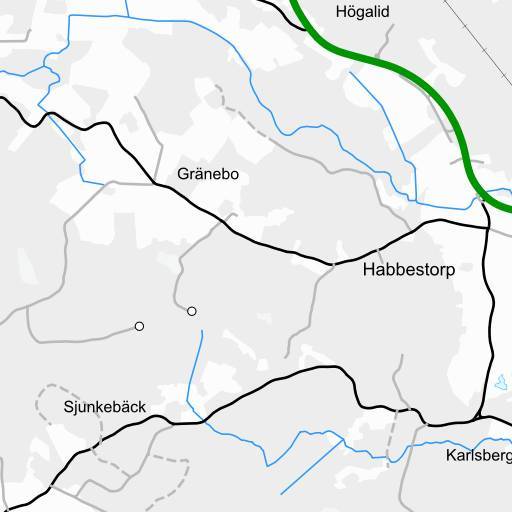 Högalid
Gränebo
Habbestorp
Sjunkebäck
Karlsberg